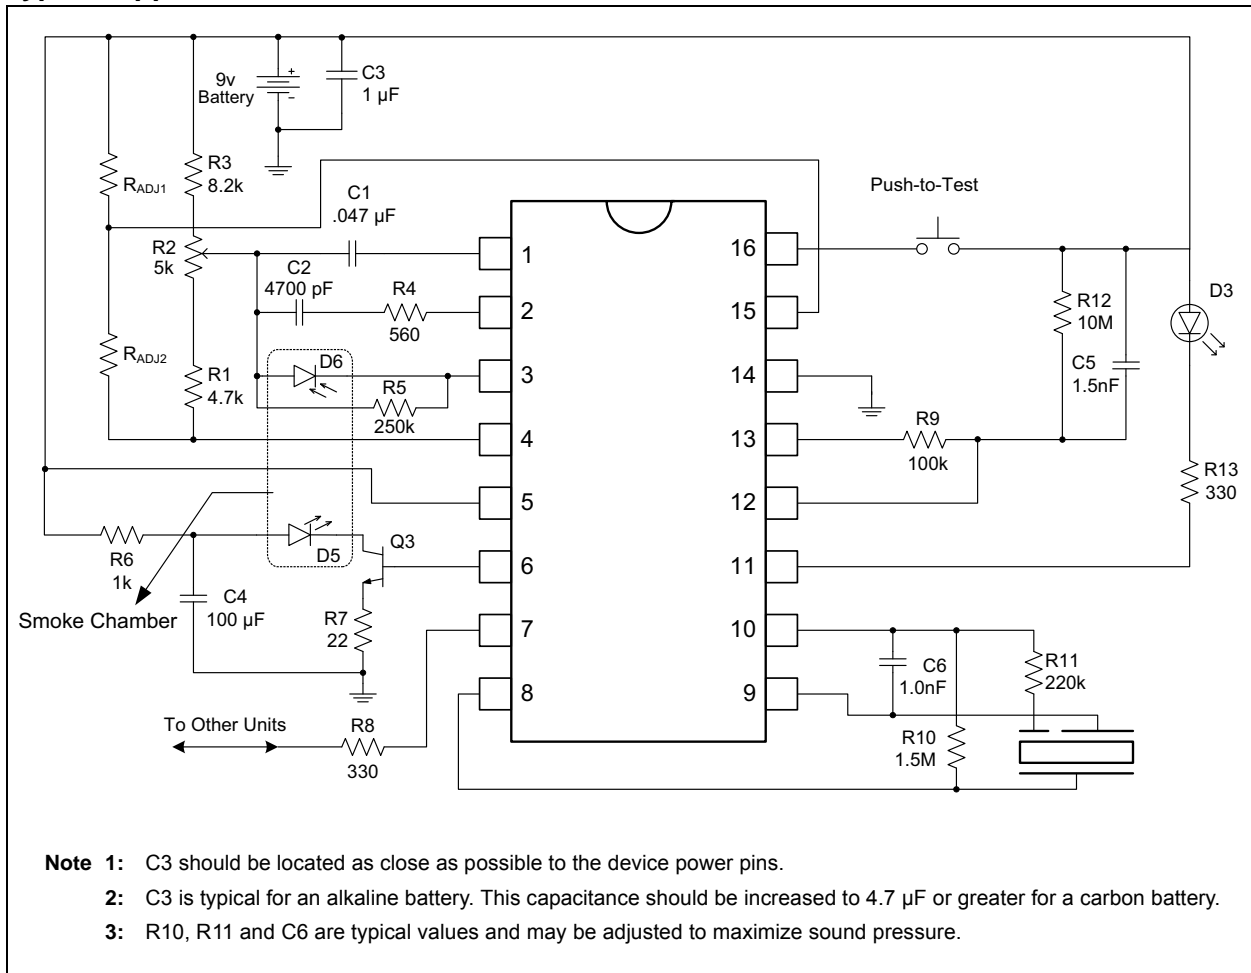 9v
Battery
C3
1 µF
R3
8.2k
RADJ1
C1
.047 µF
Push-to-Test
R2
5k
C2
4700 pF
R4
560
1
2
3
4
5
6
7
8
16
15
14
13
12
11
10
9
R12
10M
D3
RADJ2
R1
4.7k
D6
R5
250k
C5
1.5nF
R9
100k
R13
330
R6
1k
D5
Q3
C4
100 µF
R7
22
Smoke Chamber
To Other Units
R8
330
C6
1.0nF
R11
220k
R10
1.5M
Note 1: C3 should be located as close as possible to the device power pins.
2: C3 is typical for an alkaline battery. This capacitance should be increased to 4.7 µF or greater for a carbon battery.
3: R10, R11 and C6 are typical values and may be adjusted to maximize sound pressure.